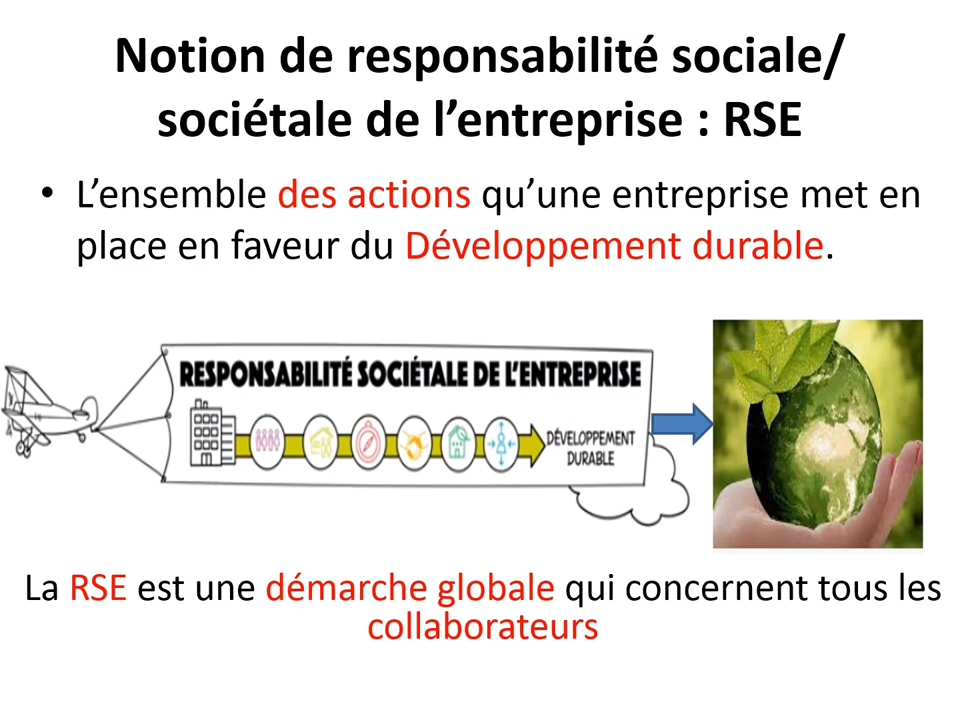 Notion de responsabilité sociale/
sociétale de l’entreprise : RSE
• L’ensemble des actions qu’une entreprise met en
place en faveur du Développement durable.
RESPONSABILITÉ SOCIÉTALE DE L’ENTREPRISE
DÉVELOPPEMENT
DURABLE
La RSE est une démarche globale qui concernent tous les
collaborateurs